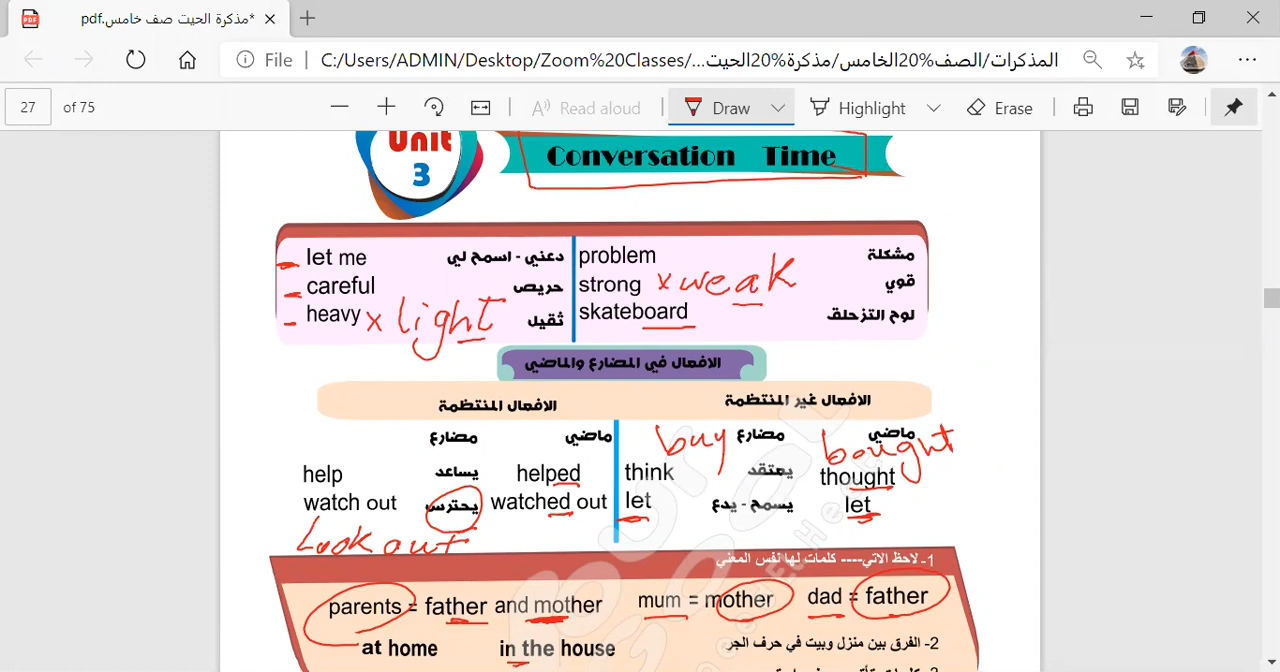 مذكرة الحيت صف خامس.pdf*
File C:/Users/ADMIN/Desktop/Zoom%20Classes/المذكرات/الصف%20الخامس/مذكرة%20الحيت...
27 of 75 Read aloud Draw Highlight Erase
Unit 3
Conversation Time
let me دعني - اسمح لي problem مشكلة
careful حريص strong x weak قوي
heavy x light ثقيل skateboard لوح التزحلق
الافعال في المضارع والماضي
الافعال المنتظمة الافعال غير المنتظمة
مضارع ماضي buy مضارع bought ماضي
help يساعد helped think يعتقد thought
watch out يحترس watched out let يسمح - يدع let
Look out
1- لاحظ الاتي---- كلمات لها نفس المعني
parents = father and mother mum = mother dad = father
2- الفرق بين منزل وبيت في حرف الجر
at home in the house